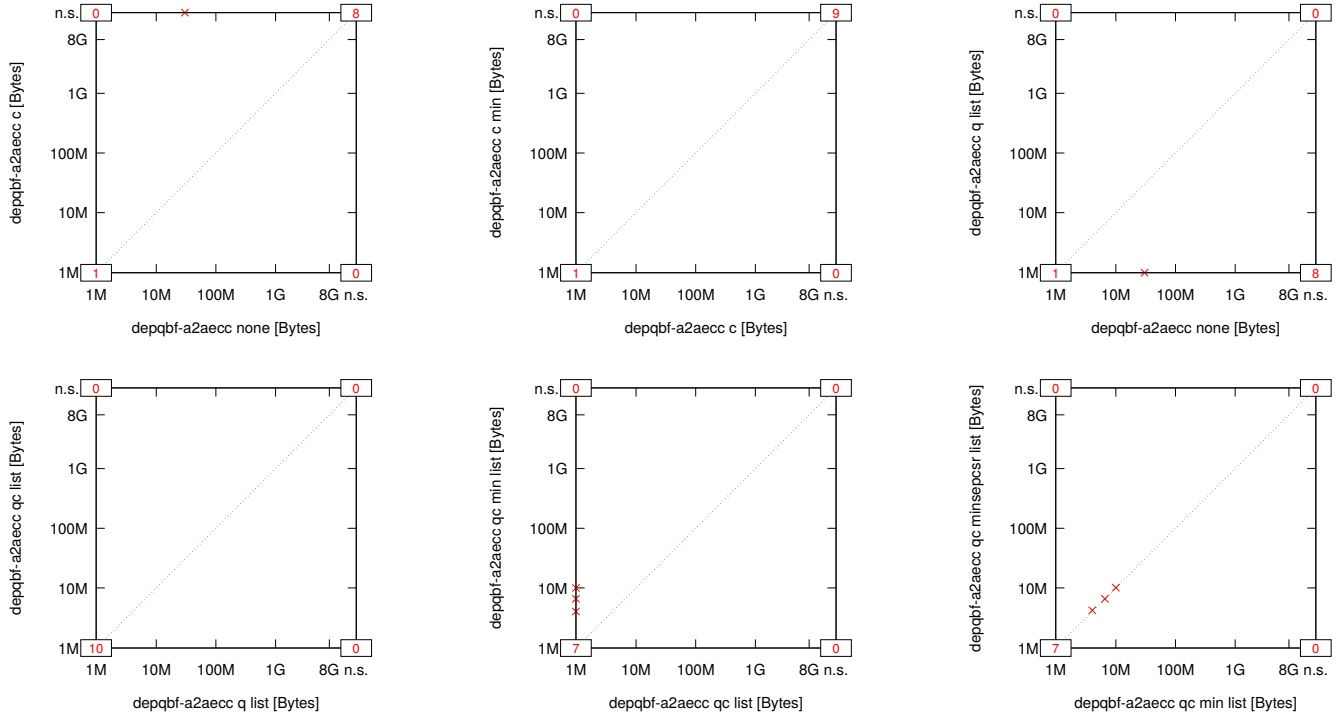 n.s. 0 8
8G
1G
100M
10M
1M 1 0
1M 10M 100M 1G 8G n.s.
depqbf-a2aecc c [Bytes]
depqbf-a2aecc none [Bytes]
n.s. 0 9
8G
1G
100M
10M
1M 1 0
1M 10M 100M 1G 8G n.s.
depqbf-a2aecc c min [Bytes]
depqbf-a2aecc c [Bytes]
n.s. 0 0
8G
1G
100M
10M
1M 1 8
1M 10M 100M 1G 8G n.s.
depqbf-a2aecc q list [Bytes]
depqbf-a2aecc none [Bytes]
n.s. 0 0
8G
1G
100M
10M
1M 10 0
1M 10M 100M 1G 8G n.s.
depqbf-a2aecc qc list [Bytes]
depqbf-a2aecc q list [Bytes]
n.s. 0 0
8G
1G
100M
10M
1M 7 0
1M 10M 100M 1G 8G n.s.
depqbf-a2aecc qc min list [Bytes]
depqbf-a2aecc qc list [Bytes]
n.s. 0 0
8G
1G
100M
10M
1M 7 0
1M 10M 100M 1G 8G n.s.
depqbf-a2aecc qc minsepcsr list [Bytes]
depqbf-a2aecc qc min list [Bytes]